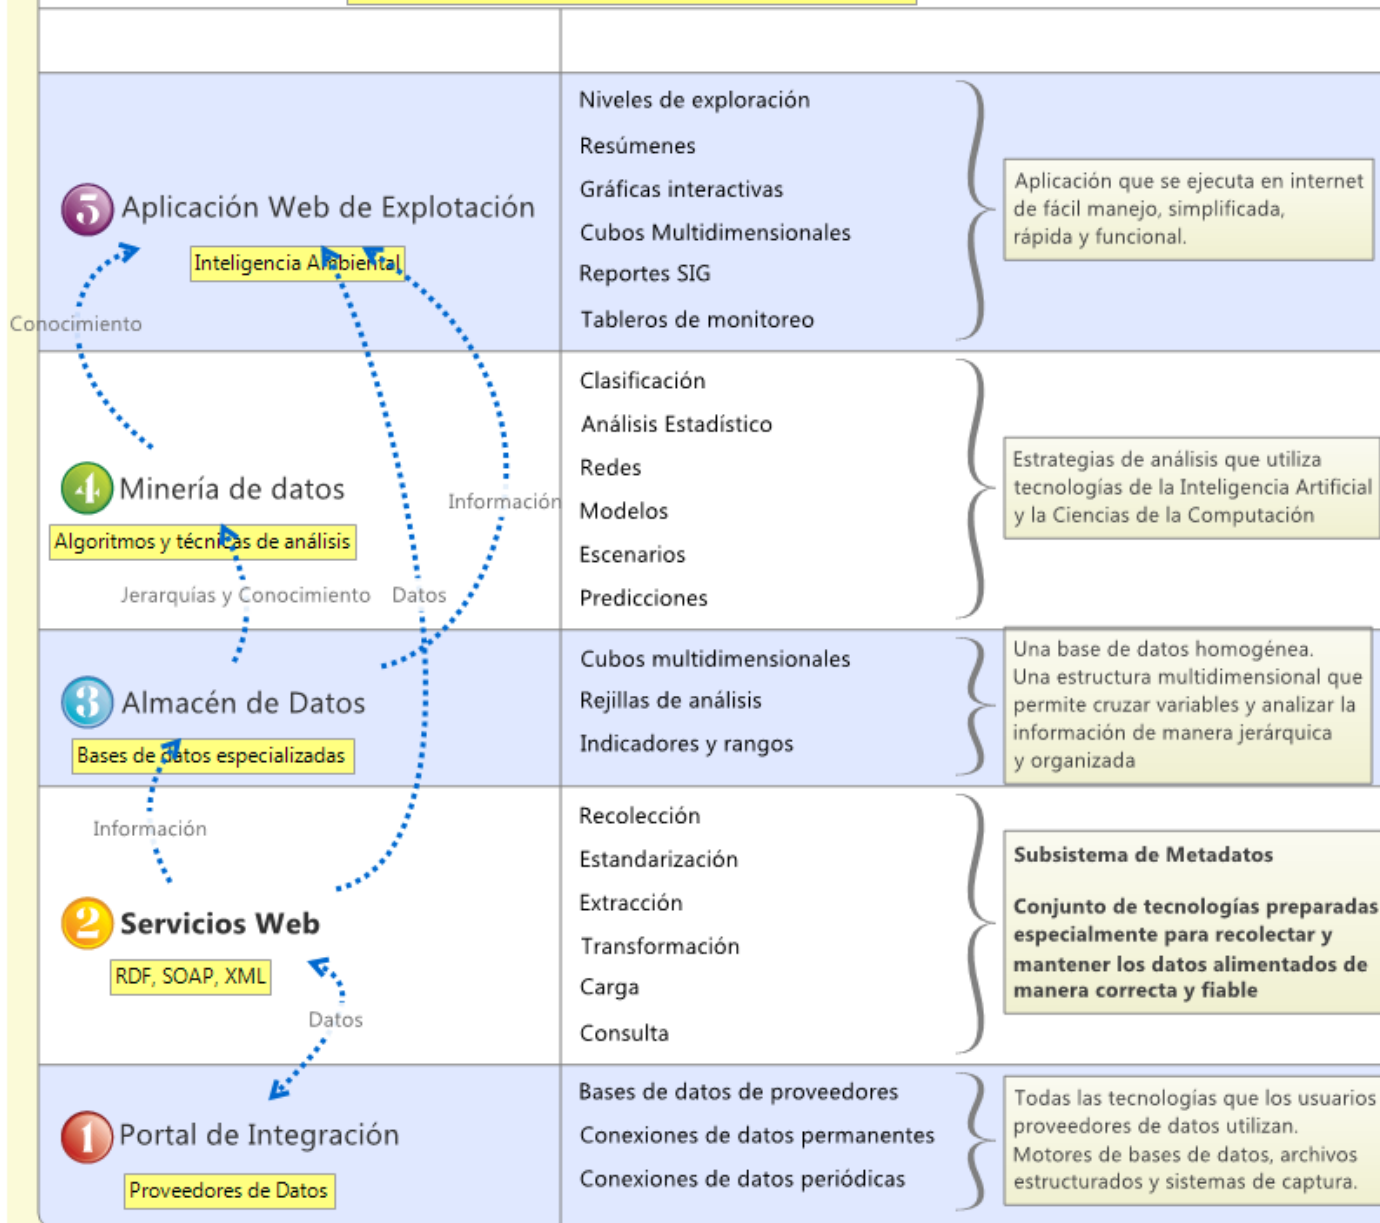 Niveles de exploración
Resúmenes
Gráficas interactivas
Cubos Multidimensionales
Reportes SIG
Tableros de monitoreo
5 Aplicación Web de Explotación
Inteligencia Ambiental
Conocimiento
Aplicación que se ejecuta en internet
de fácil manejo, simplificada,
rápida y funcional.
Clasificación
Análisis Estadístico
Redes
Modelos
Escenarios
Predicciones
4 Minería de datos
Algoritmos y técnicas de análisis
Información
Jerarquías y Conocimiento
Datos
Estrategias de análisis que utiliza
tecnologías de la Inteligencia Artificial
y la Ciencias de la Computación
Cubos multidimensionales
Rejillas de análisis
Indicadores y rangos
3 Almacén de Datos
Bases de datos especializadas
Una base de datos homogénea.
Una estructura multidimensional que
permite cruzar variables y analizar la
información de manera jerárquica
y organizada
Información
Recolección
Estandarización
Extracción
Transformación
Carga
Consulta
2 Servicios Web
RDF, SOAP, XML
Datos
Subsistema de Metadatos
Conjunto de tecnologías preparadas
especialmente para recolectar y
mantener los datos alimentados de
manera correcta y fiable
Bases de datos de proveedores
Conexiones de datos permanentes
Conexiones de datos periódicas
1 Portal de Integración
Proveedores de Datos
Todas las tecnologías que los usuarios
proveedores de datos utilizan.
Motores de bases de datos, archivos
estructurados y sistemas de captura.